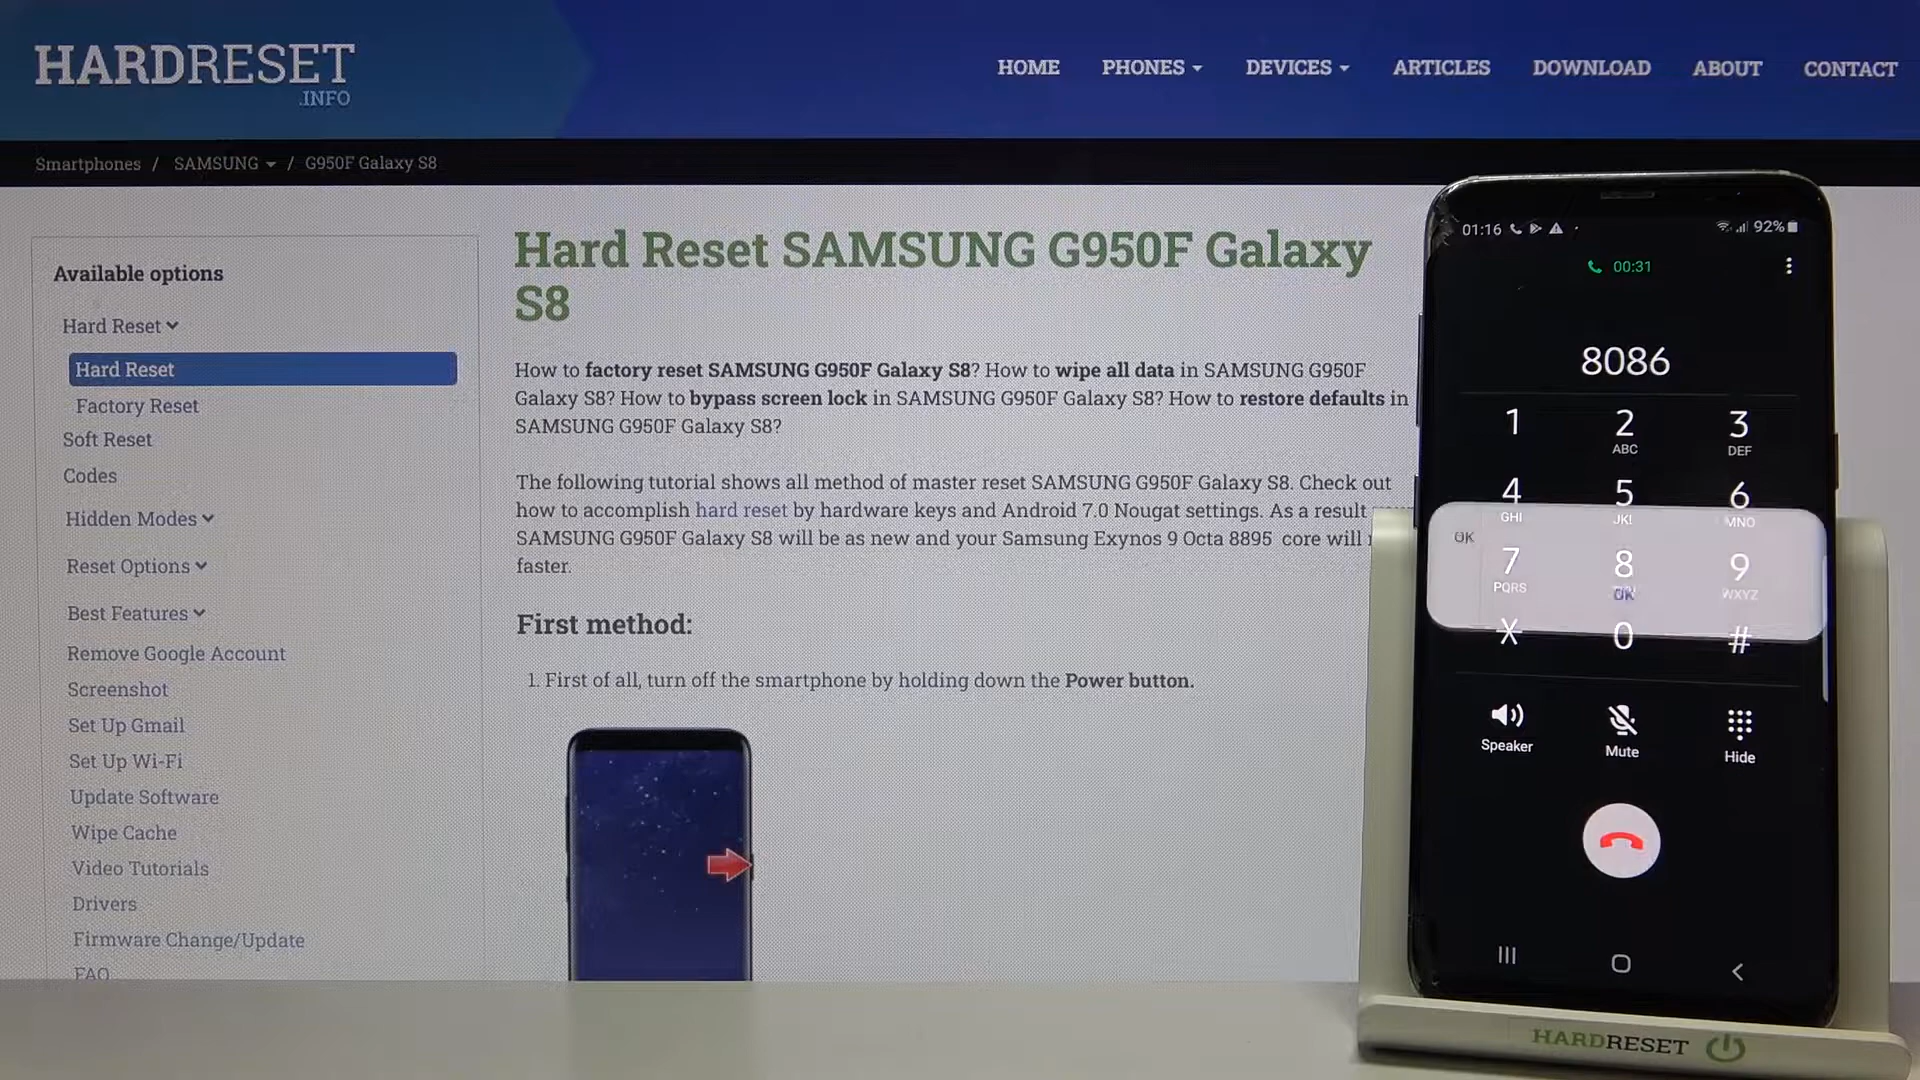 HARDRESET
.INFO
HOME PHONES DEVICES ARTICLES DOWNLOAD ABOUT CONTACT
Smartphones / SAMSUNG / G950F Galaxy S8
Available options
Hard Reset
Hard Reset
Factory Reset
Soft Reset
Codes
Hidden Modes
Reset Options
Best Features
Remove Google Account
Screenshot
Set Up Gmail
Set Up Wi-Fi
Update Software
Wipe Cache
Video Tutorials
Drivers
Firmware Change/Update
FAQ
Hard Reset SAMSUNG G950F Galaxy
S8
How to factory reset SAMSUNG G950F Galaxy S8? How to wipe all data in SAMSUNG G950F
Galaxy S8? How to bypass screen lock in SAMSUNG G950F Galaxy S8? How to restore defaults in
SAMSUNG G950F Galaxy S8?
The following tutorial shows all method of master reset SAMSUNG G950F Galaxy S8. Check out
how to accomplish hard reset by hardware keys and Android 7.0 Nougat settings. As a result
SAMSUNG G950F Galaxy S8 will be as new and your Samsung Exynos 9 Octa 8895 core will
faster.
First method:
1. First of all, turn off the smartphone by holding down the Power button.
01:16 92%
00:31
8086
1 2 3
ABC DEF
4 5 6
GHI JKL MNO
OK
7 8 9
PQRS OK WXYZ
* 0 #
Speaker Mute Hide
HARDRESET